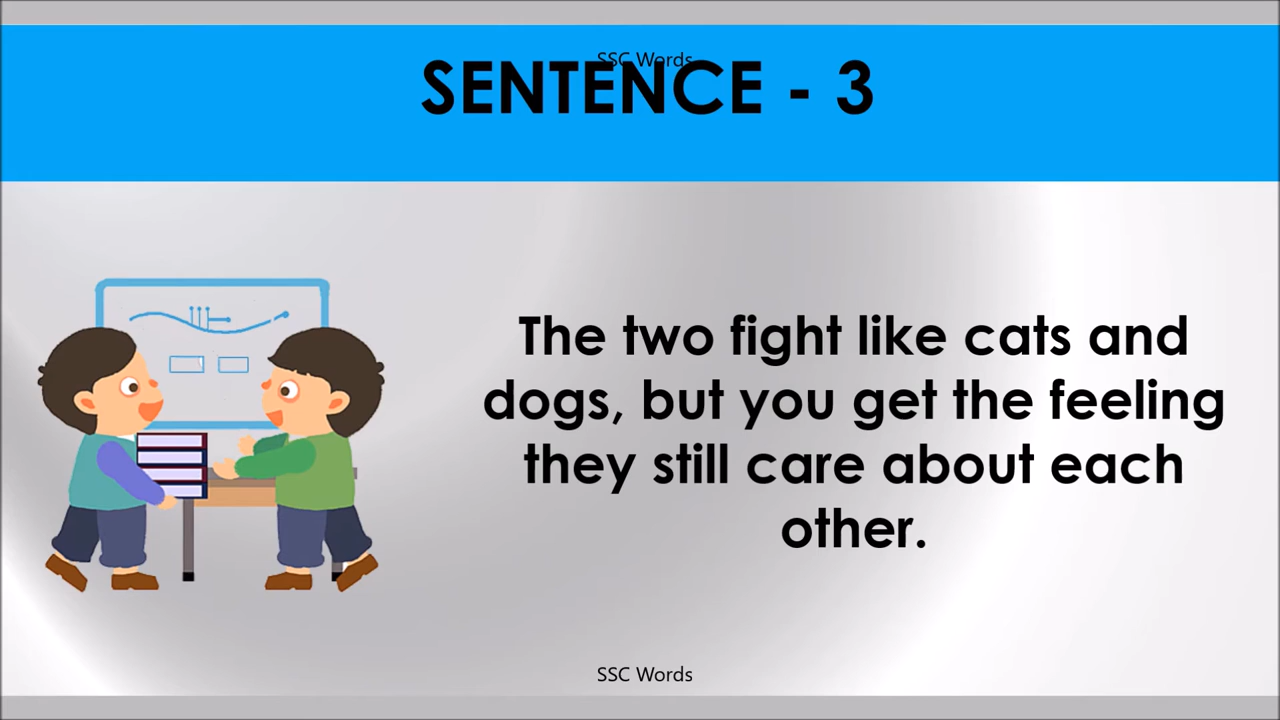 SSC Words
SENTENCE - 3
The two fight like cats and
dogs, but you get the feeling
they still care about each
other.
SSC Words